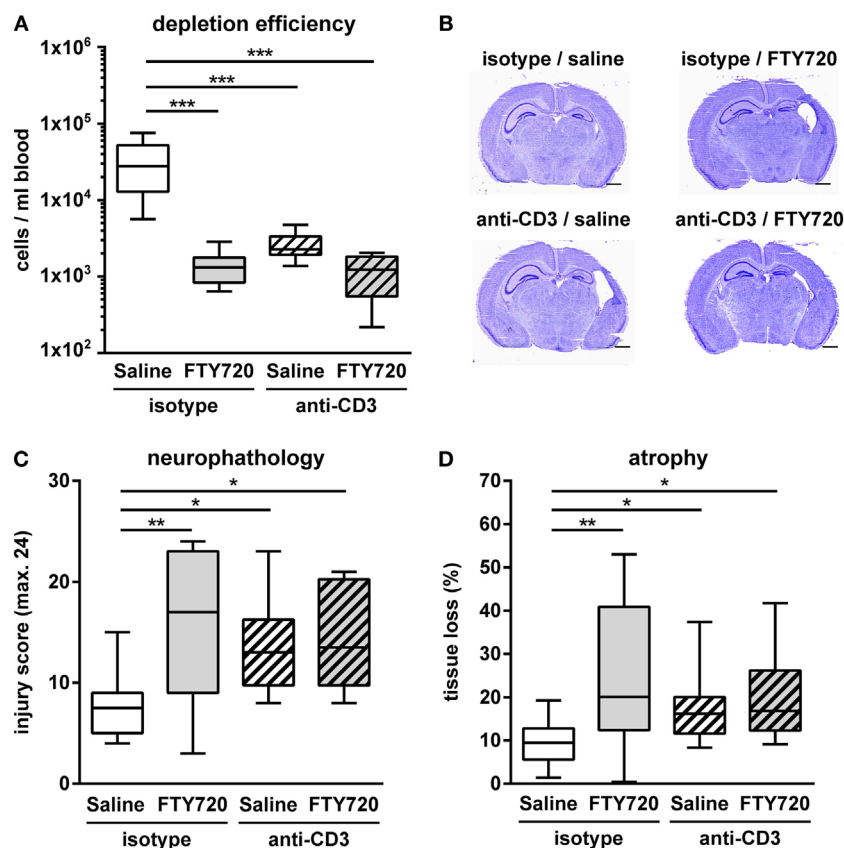 A
depletion efficiency
cells / ml blood
1x10^6
1x10^5
1x10^4
1x10^3
1x10^2
***
***
***
Saline FTY720 Saline FTY720
isotype anti-CD3
B
isotype / saline isotype / FTY720
anti-CD3 / saline anti-CD3 / FTY720
C
neurophathology
injury score (max. 24)
30
20
10
0
*
*
**
Saline FTY720 Saline FTY720
isotype anti-CD3
D
atrophy
tissue loss (%)
70
60
50
40
30
20
10
0
*
*
**
Saline FTY720 Saline FTY720
isotype anti-CD3